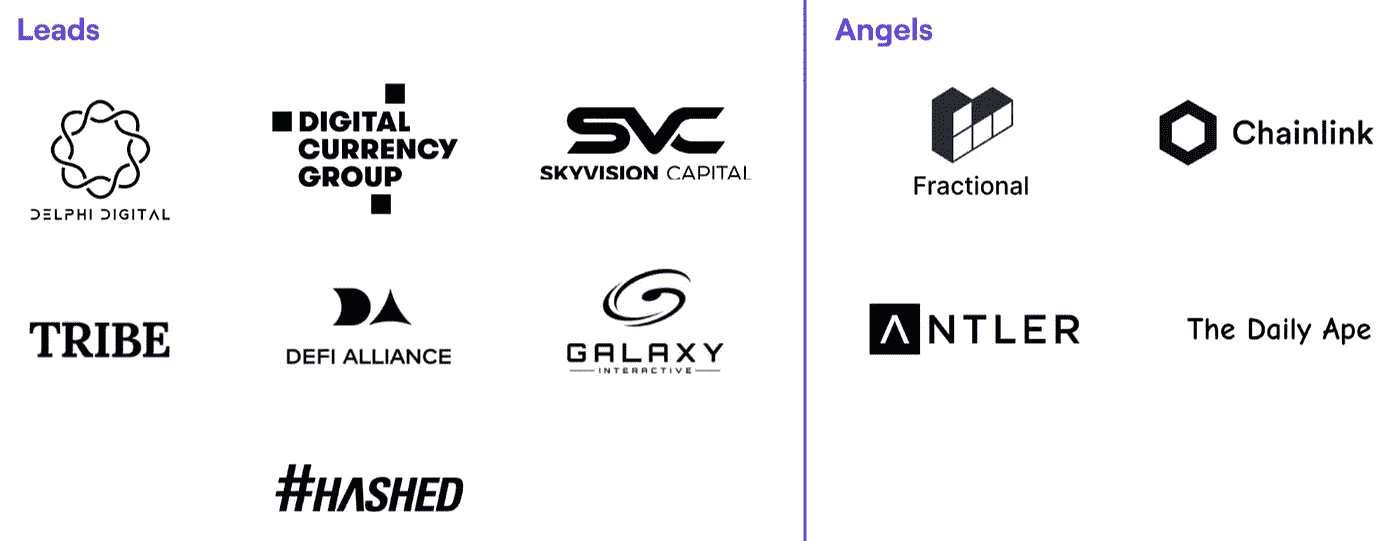 Leads
DELPHI DIGITAL
DIGITAL
CURRENCY
GROUP
SVC
SKYVISION CAPITAL
TRIBE
DA
DEFI ALLIANCE
GALAXY
INTERACTIVE
#HASHED
Angels
Fractional
Chainlink
ANTLER
The Daily Ape